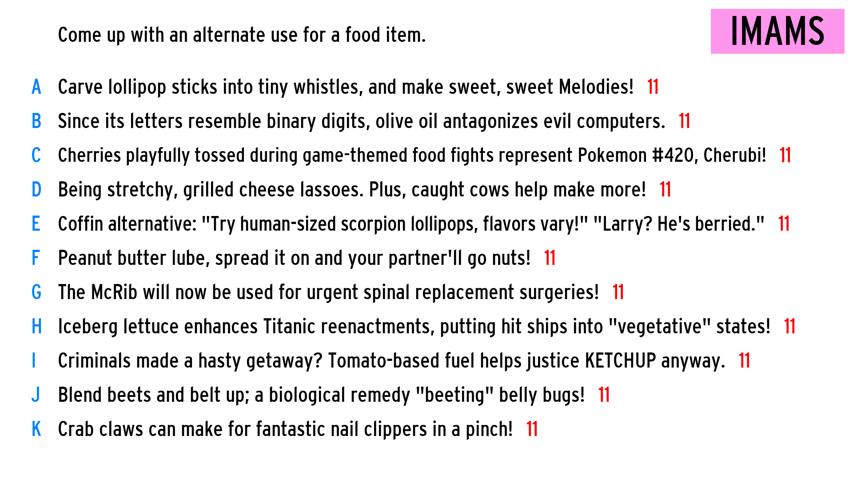 Come up with an alternate use for a food item.
IMAMS
A Carve lollipop sticks into tiny whistles, and make sweet, sweet Melodies! 11
B Since its letters resemble binary digits, olive oil antagonizes evil computers. 11
C Cherries playfully tossed during game-themed food fights represent Pokemon #420, Cherubi! 11
D Being stretchy, grilled cheese lassoes. Plus, caught cows help make more! 11
E Coffin alternative: "Try human-sized scorpion lollipops, flavors vary!" "Larry? He's berried." 11
F Peanut butter lube, spread it on and your partner'll go nuts! 11
G The McRib will now be used for urgent spinal replacement surgeries! 11
H Iceberg lettuce enhances Titanic reenactments, putting hit ships into "vegetative" states! 11
I Criminals made a hasty getaway? Tomato-based fuel helps justice KETCHUP anyway. 11
J Blend beets and belt up; a biological remedy "beeting" belly bugs! 11
K Crab claws can make for fantastic nail clippers in a pinch! 11